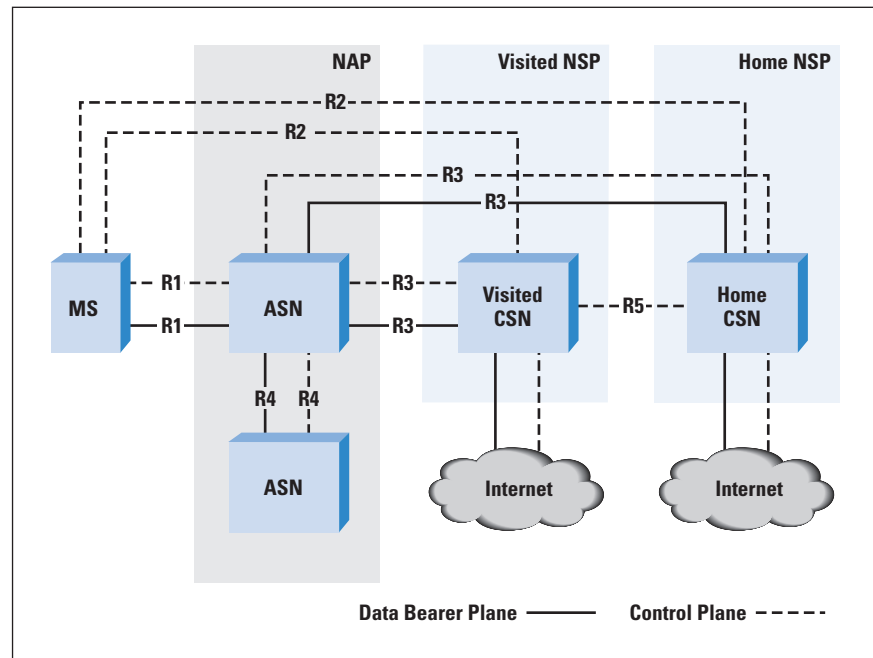 NAP
Visited NSP
Home NSP
R2
R2
R3
R3
MS
R1
R1
ASN
R3
R3
Visited
CSN
R5
Home
CSN
R4
R4
ASN
Internet
Internet
Data Bearer Plane
Control Plane